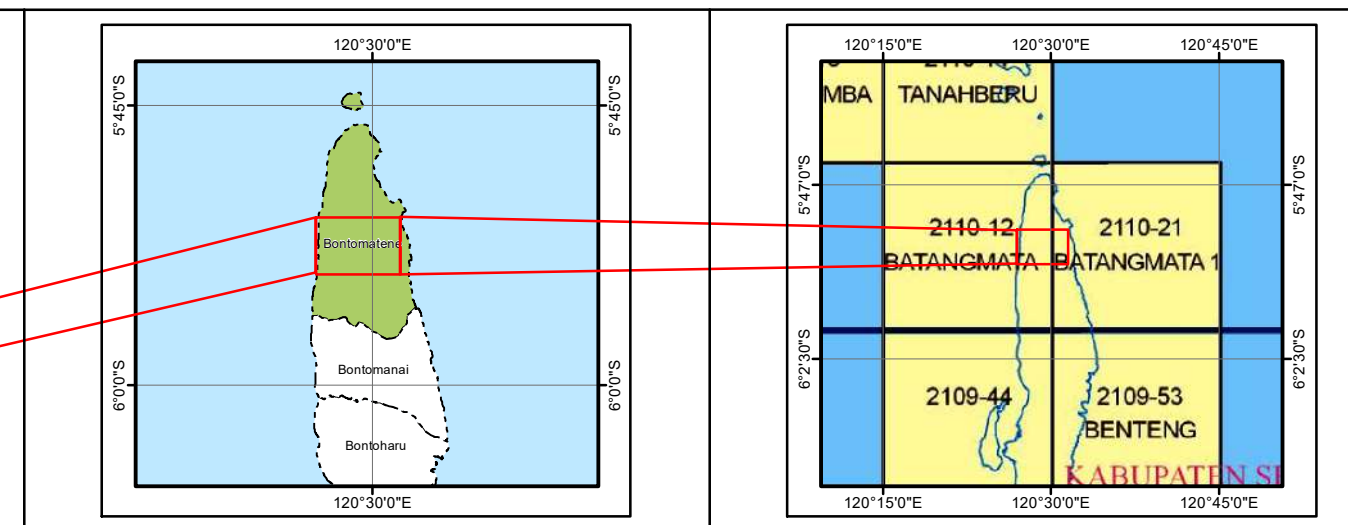 120°30'0"E
5°45'0"S
5°45'0"S
Bontomatene
Bontomanai
6°0'0"S
6°0'0"S
Bontoharu
120°30'0"E
120°15'0"E 120°30'0"E 120°45'0"E
MBA TANAHBERU
5°47'0"S
5°47'0"S
2110-12 2110-21
BATANGMATA BATANGMATA 1
6°2'30"S
6°2'30"S
2109-44 2109-53
BENTENG
KABUPATEN SE
120°15'0"E 120°30'0"E 120°45'0"E